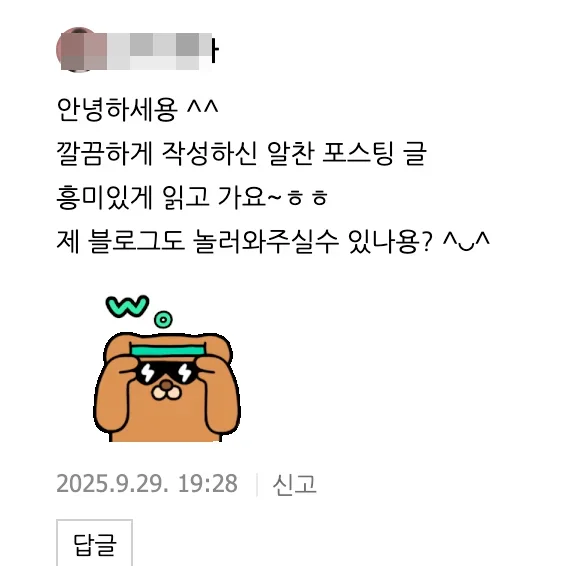 안녕하세용 ^^
깔끔하게 작성하신 알찬 포스팅 글
흥미있게 읽고 가요~ㅎㅎ
제 블로그도 놀러와주실수 있나용? ^ᴗ^
wo
2025.9.29. 19:28 신고
답글